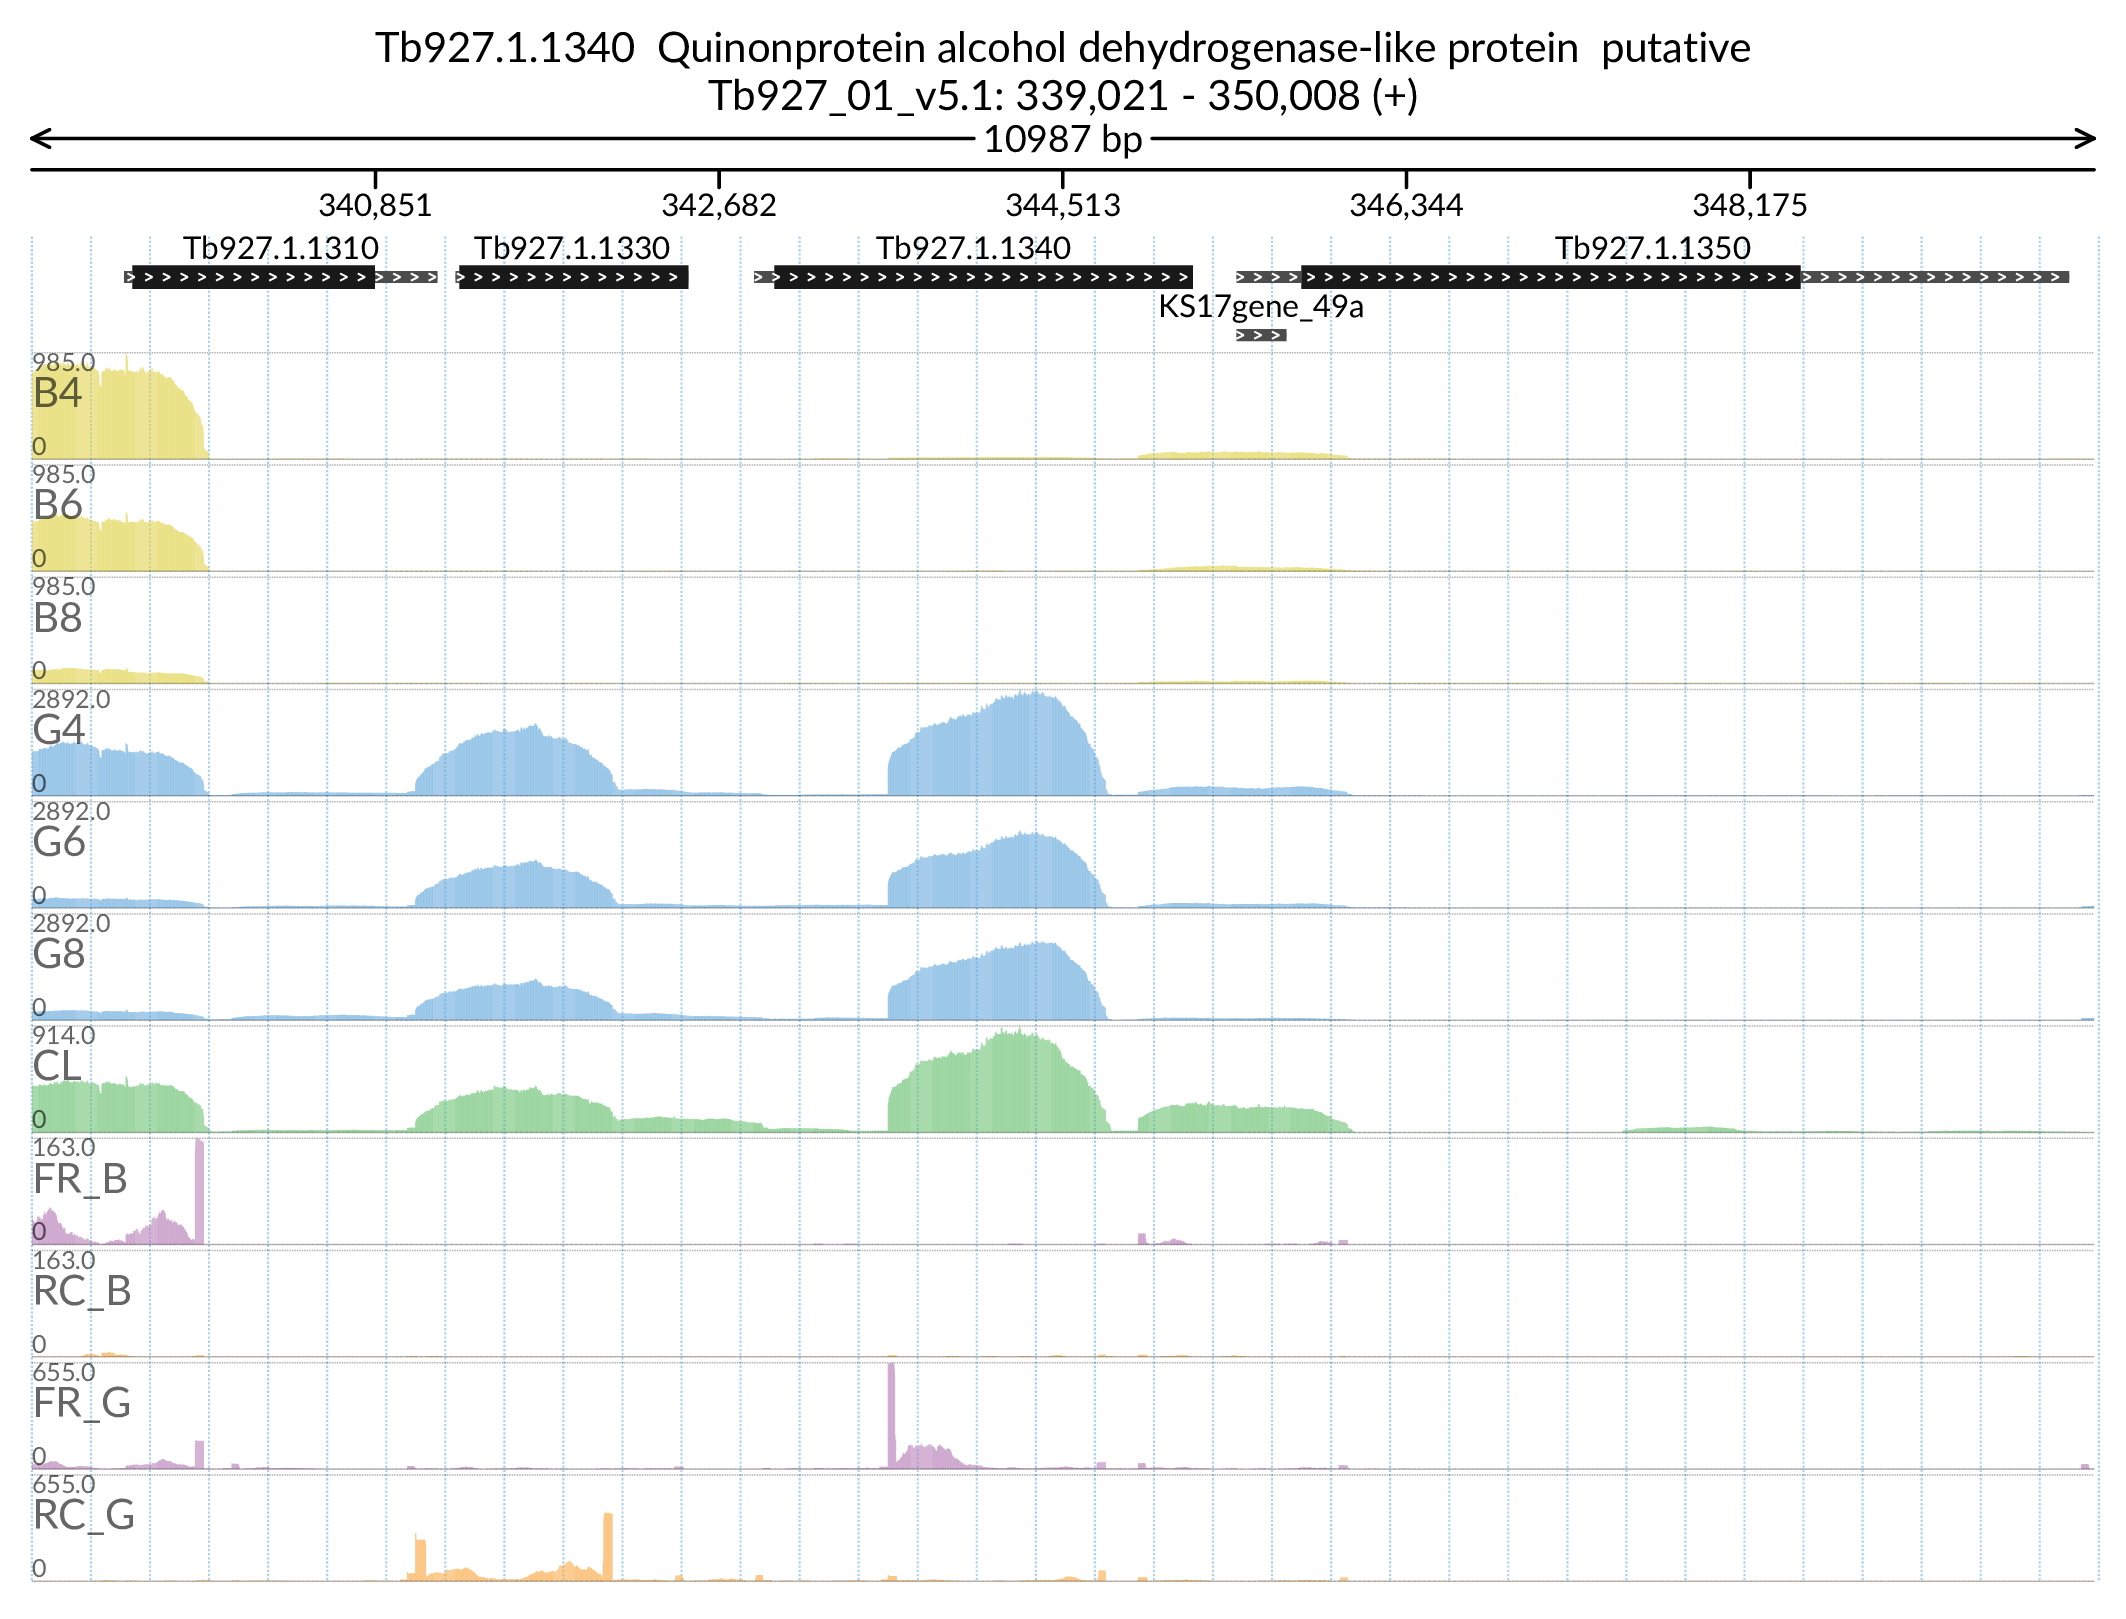 Tb927.1.1340  Quinonprotein alcohol dehydrogenase-like protein  putative
Tb927_01_v5.1: 339,021 - 350,008 (+)
10987 bp
340,851 342,682 344,513 346,344 348,175
Tb927.1.1310 Tb927.1.1330 Tb927.1.1340 Tb927.1.1350
KS17gene_49a
985.0
B4
0
985.0
B6
0
985.0
B8
0
2892.0
G4
0
2892.0
G6
0
2892.0
G8
0
914.0
CL
0
163.0
FR_B
0
163.0
RC_B
0
655.0
FR_G
0
655.0
RC_G
0